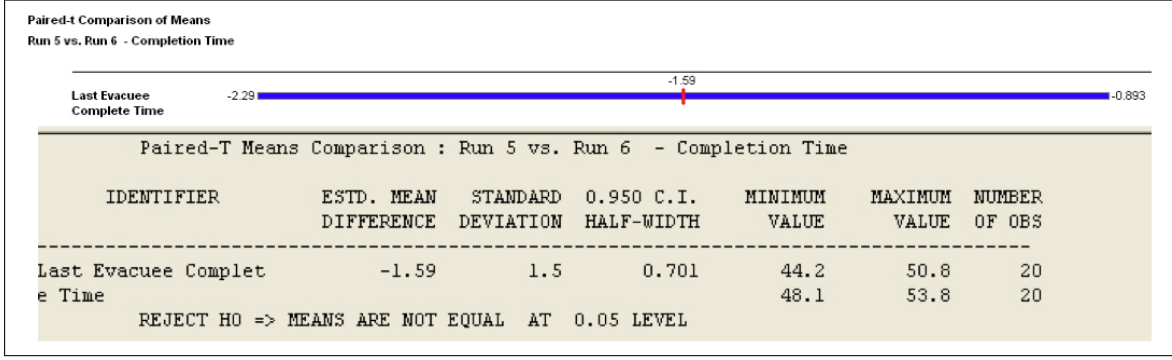 Paired-t Comparison of Means
Run 5 vs. Run 6 - Completion Time
-1.59
Last Evacuee -2.29 -0.893
Complete Time
Paired-T Means Comparison : Run 5 vs. Run 6 - Completion Time
IDENTIFIER ESTD. MEAN STANDARD 0.950 C.I. MINIMUM MAXIMUM NUMBER
DIFFERENCE DEVIATION HALF-WIDTH VALUE VALUE OF OBS
--------------------------------------------------------------------------------
Last Evacuee Complet -1.59 1.5 0.701 44.2 50.8 20
e Time 48.1 53.8 20
REJECT HO => MEANS ARE NOT EQUAL AT 0.05 LEVEL